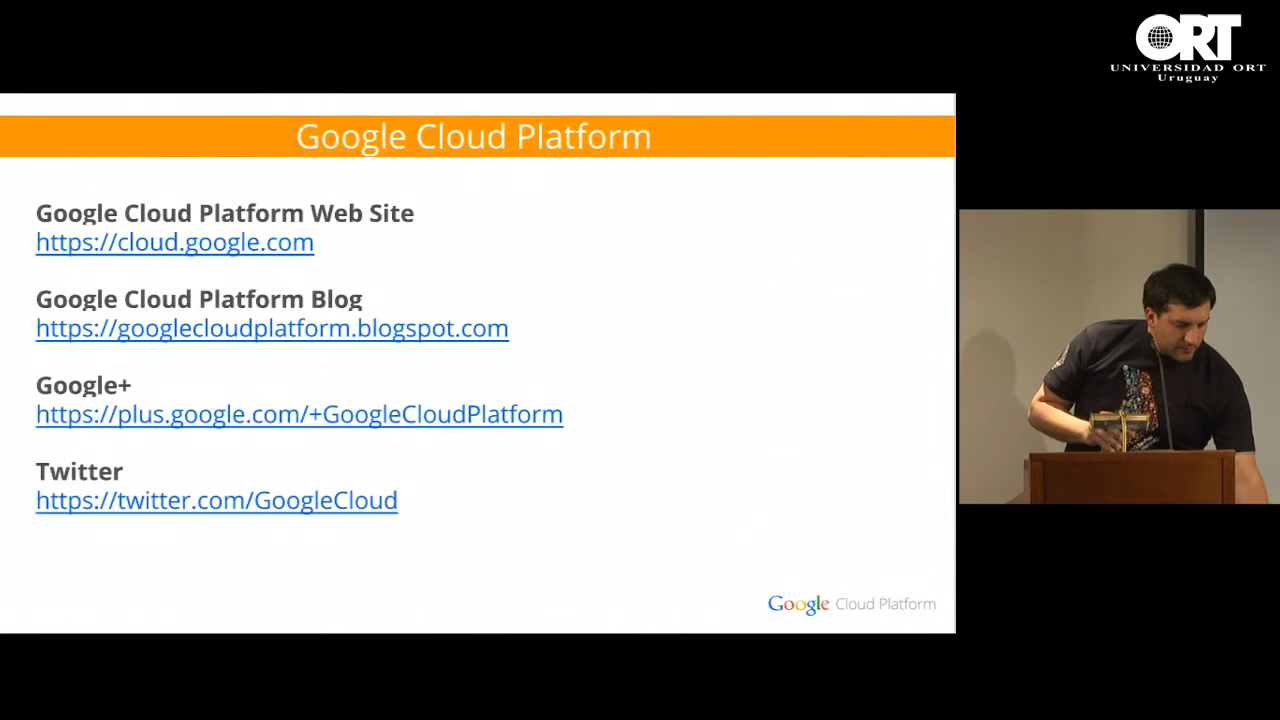 ORT
UNIVERSIDAD ORT
Uruguay
Google Cloud Platform
Google Cloud Platform Web Site
https://cloud.google.com
Google Cloud Platform Blog
https://googlecloudplatform.blogspot.com
Google+
https://plus.google.com/+GoogleCloudPlatform
Twitter
https://twitter.com/GoogleCloud
Google Cloud Platform